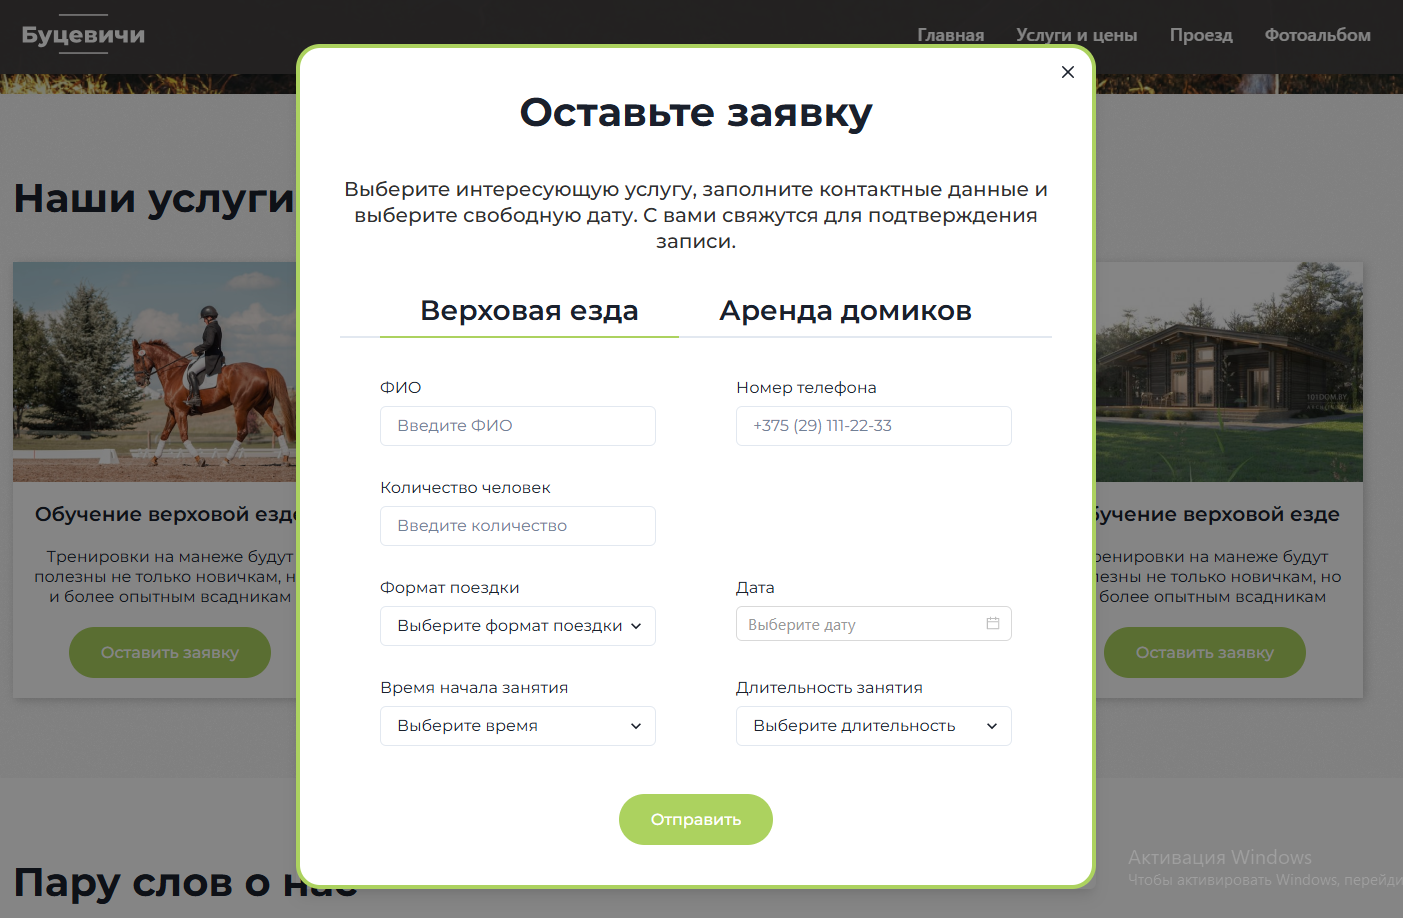 Буцевичи
Главная
Услуги и цены
Проезд
Фотоальбом
Наши услуги
Оставьте заявку
Выберите интересующую услугу, заполните контактные данные и
выберите свободную дату. С вами свяжутся для подтверждения
записи.
Верховая езда
Аренда домиков
ФИО
Введите ФИО
Номер телефона
+375 (29) 111-22-33
Количество человек
Введите количество
Формат поездки
Выберите формат поездки
Дата
Выберите дату
Время начала занятия
Выберите время
Длительность занятия
Выберите длительность
Отправить
Обучение верховой езде
Тренировки на манеже будут
полезны не только новичкам, н
и более опытным всадникам
Оставить заявку
101DOM.BY
бучение верховой езде
ренировки на манеже будут
лезны не только новичкам, но
более опытным всадникам
Оставить заявку
Пару слов о нас
Активация Windows
Чтобы активировать Windows, перейди